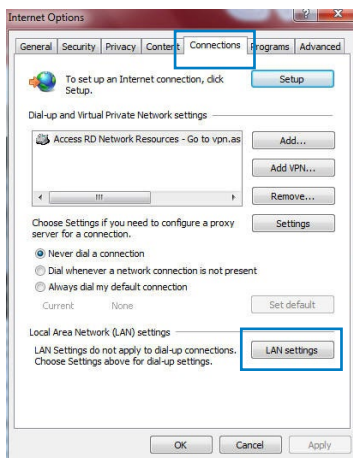 Internet Options
General Security Privacy Content Connections Programs Advanced
To set up an Internet connection, click
Setup.
Setup
Dial-up and Virtual Private Network settings
Access RD Network Resources - Go to vpn.as
Add...
Add VPN...
Remove...
Choose Settings if you need to configure a proxy
server for a connection.
Settings
Never dial a connection
Dial whenever a network connection is not present
Always dial my default connection
Current None
Set default
Local Area Network (LAN) settings
LAN Settings do not apply to dial-up connections.
Choose Settings above for dial-up settings.
LAN settings
OK Cancel Apply